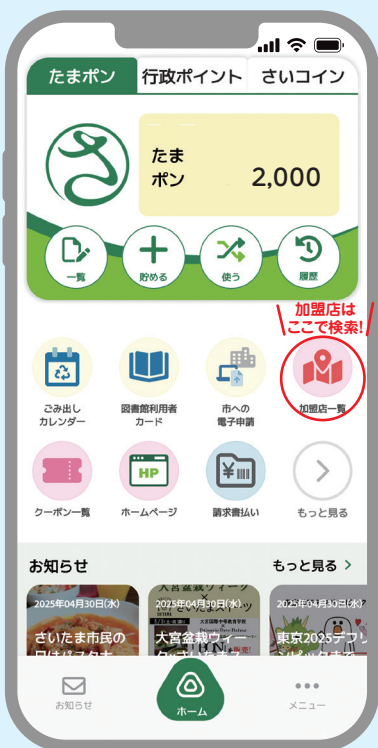 たまポン
行政ポイント
さいコイン
さ
たま
ポン
2,000
一覧
貯める
使う
履歴
加盟店は
ここで検索!
ごみ出し
カレンダー
図書館利用者
カード
市への
電子申請
加盟店一覧
クーポン一覧
HP
ホームページ
¥
請求書払い
もっと見る
お知らせ
もっと見る
2025年04月30日(水)
さいたま市民の
2025年04月30日(水)
大宮盆栽ウィー
2025年04月30日(水)
東京2025デフリ
お知らせ
ホーム
メニュー